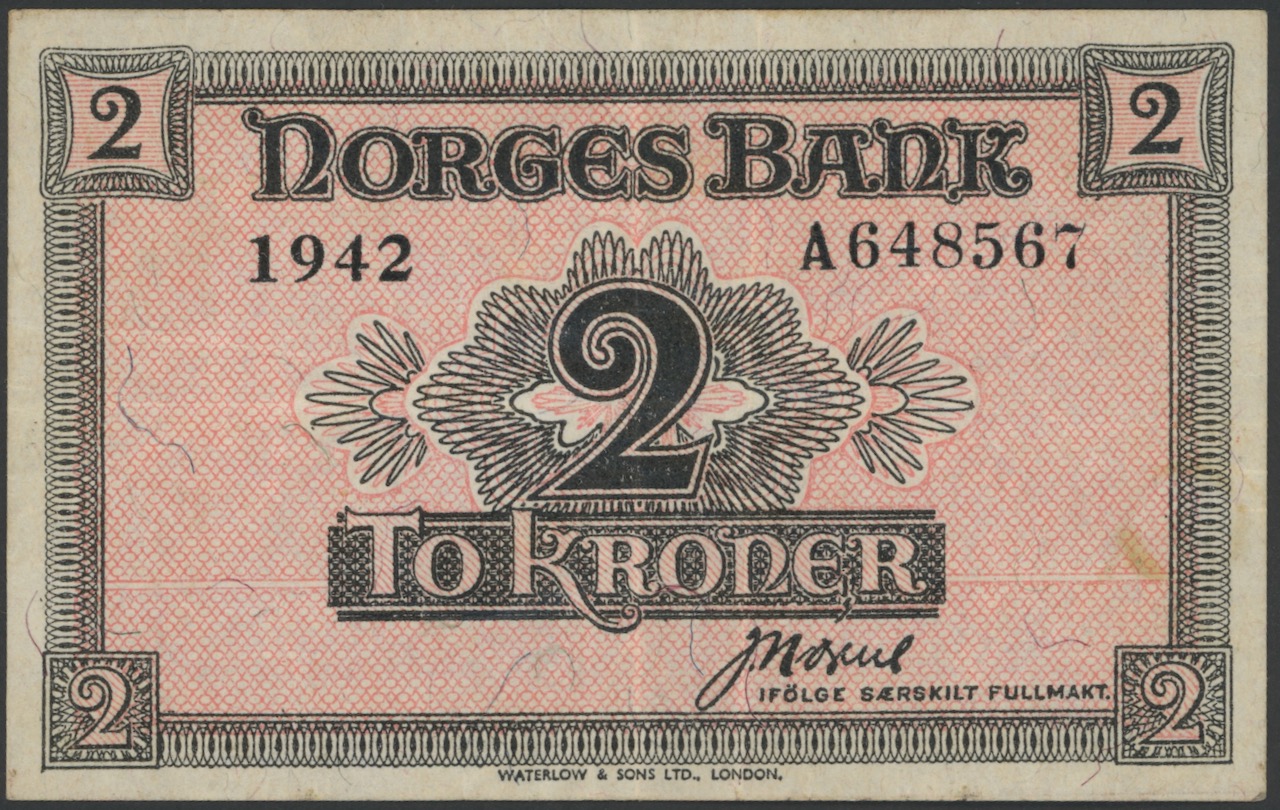 2 2
NORGES BANK
1942 A648567
2
TO KRONER
IFÖLGE SÆRSKILT FULLMAKT.
2 2
WATERLOW & SONS LTD., LONDON.